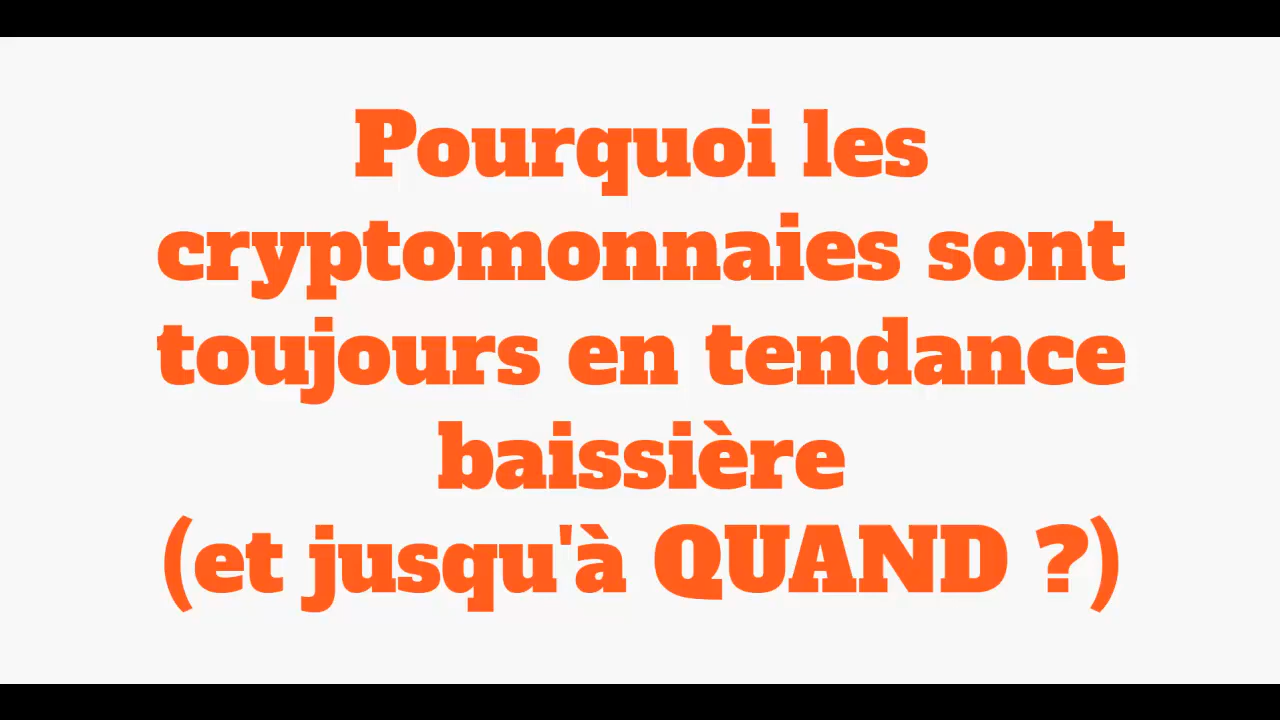 Pourquoi les
cryptomonnaies sont
toujours en tendance
baissière
(et jusqu'à QUAND ?)